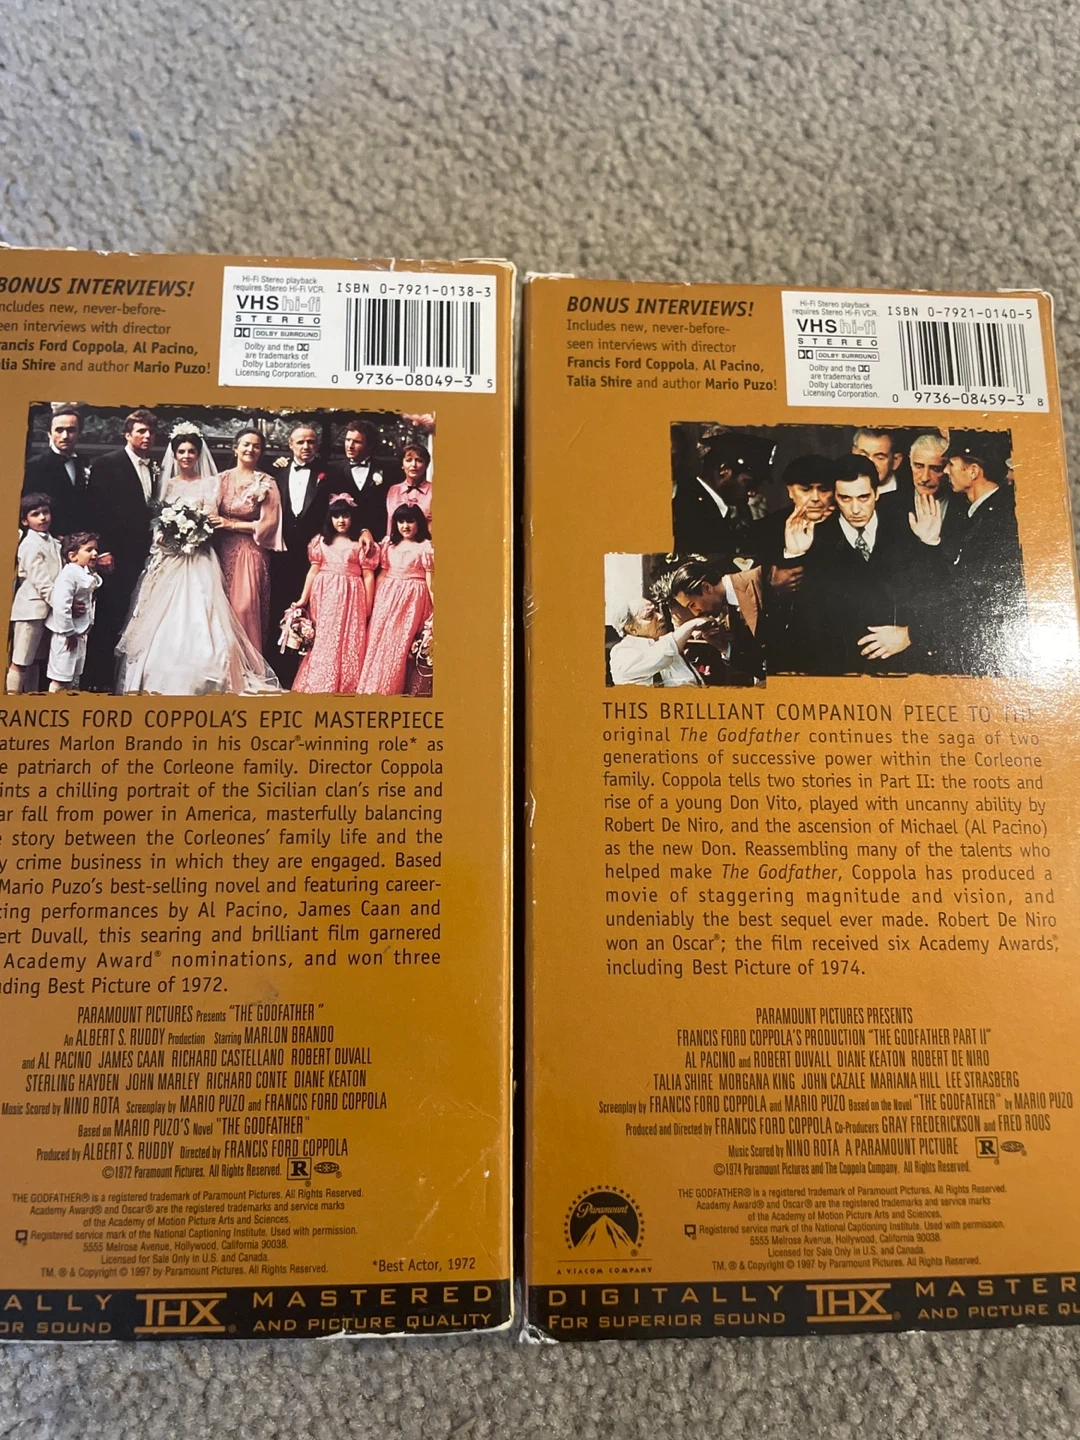 BONUS INTERVIEWS!
ncludes new, never-before-
een interviews with director
rancis Ford Coppola, Al Pacino,
lia Shire and author Mario Puzo!
Hi-Fi Stereo playback
requires Stereo Hi-Fi VCR.
VHS hi-fi
STEREO
DOLBY SURROUND
Dolby and the
are trademarks of
Dolby Laboratories
Licensing Corporation.
ISBN 0-7921-0138-3
0 9736-08049-3 5
RANCIS FORD COPPOLA'S EPIC MASTERPIECE
atures Marlon Brando in his Oscar®-winning role* as
e patriarch of the Corleone family. Director Coppola
ints a chilling portrait of the Sicilian clan's rise and
ar fall from power in America, masterfully balancing
e story between the Corleones' family life and the
y crime business in which they are engaged. Based
Mario Puzo's best-selling novel and featuring career-
ing performances by Al Pacino, James Caan and
ert Duvall, this searing and brilliant film garnered
Academy Award® nominations, and won three
uding Best Picture of 1972.
PARAMOUNT PICTURES Presents "THE GODFATHER"
An ALBERT S. RUDDY Production Starring MARLON BRANDO
and AL PACINO JAMES CAAN RICHARD CASTELLANO ROBERT DUVALL
STERLING HAYDEN JOHN MARLEY RICHARD CONTE DIANE KEATON
Music Scored by NINO ROTA Screenplay by MARIO PUZO and FRANCIS FORD COPPOLA
Based on MARIO PUZO'S Novel "THE GODFATHER"
Produced by ALBERT S. RUDDY Directed by FRANCIS FORD COPPOLA
©1972 Paramount Pictures. All Rights Reserved. R
THE GODFATHER® is a registered trademark of Paramount Pictures. All Rights Reserved.
Academy Award® and Oscar® are the registered trademarks and service marks
of the Academy of Motion Picture Arts and Sciences.
Registered service mark of the National Captioning Institute. Used with permission.
5555 Melrose Avenue, Hollywood, California 90038.
Licensed for Sale Only in U.S. and Canada.
TM, ® & Copyright © 1997 by Paramount Pictures. All Rights Reserved.
*Best Actor, 1972
ALLY THX® MASTERED
OR SOUND AND PICTURE QUALITY
BONUS INTERVIEWS!
Includes new, never-before-
seen interviews with director
Francis Ford Coppola, Al Pacino,
Talia Shire and author Mario Puzo!
Hi-Fi Stereo playback
requires Stereo Hi-Fi VCR.
VHS hi-fi
STEREO
DOLBY SURROUND
Dolby and the
are trademarks of
Dolby Laboratories
Licensing Corporation.
ISBN 0-7921-0140-5
0 9736-08459-3 8
THIS BRILLIANT COMPANION PIECE TO THE
original The Godfather continues the saga of two
generations of successive power within the Corleone
family. Coppola tells two stories in Part II: the roots and
rise of a young Don Vito, played with uncanny ability by
Robert De Niro, and the ascension of Michael (Al Pacino)
as the new Don. Reassembling many of the talents who
helped make The Godfather, Coppola has produced a
movie of staggering magnitude and vision, and
undeniably the best sequel ever made. Robert De Niro
won an Oscar®; the film received six Academy Awards®,
including Best Picture of 1974.
PARAMOUNT PICTURES PRESENTS
FRANCIS FORD COPPOLA'S PRODUCTION "THE GODFATHER PART II"
AL PACINO and ROBERT DUVALL DIANE KEATON ROBERT DE NIRO
TALIA SHIRE MORGANA KING JOHN CAZALE MARIANA HILL LEE STRASBERG
Screenplay by FRANCIS FORD COPPOLA and MARIO PUZO Based on the Novel "THE GODFATHER" by MARIO PUZO
Produced and Directed by FRANCIS FORD COPPOLA Co-Producers GRAY FREDERICKSON and FRED ROOS
Music Scored by NINO ROTA A PARAMOUNT PICTURE R
©1974 Paramount Pictures and The Coppola Company. All Rights Reserved.
Paramount
®
A VIACOM COMPANY
THE GODFATHER® is a registered trademark of Paramount Pictures. All Rights Reserved.
Academy Award® and Oscar® are the registered trademarks and service marks
of the Academy of Motion Picture Arts and Sciences.
Registered service mark of the National Captioning Institute. Used with permission.
5555 Melrose Avenue, Hollywood, California 90038.
Licensed for Sale Only in U.S. and Canada.
TM, ® & Copyright © 1997 by Paramount Pictures. All Rights Reserved.
DIGITALLY THX® MASTER
FOR SUPERIOR SOUND AND PICTURE QU